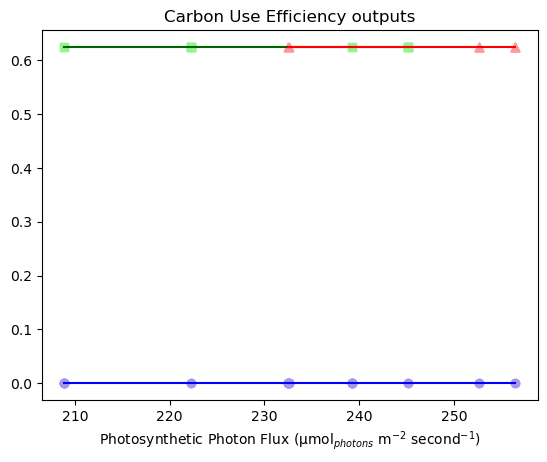 Carbon Use Efficiency outputs
0.6
0.5
0.4
0.3
0.2
0.1
0.0
210 220 230 240 250
Photosynthetic Photon Flux (μmol$_{photons}$ m$^{-2}$ second$^{-1}$)